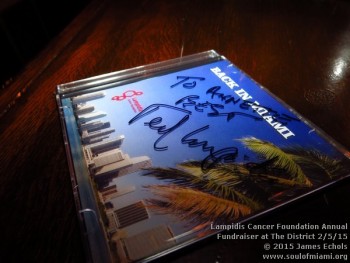 BACK IN MIAMI
TO
BEST
Lampidis Cancer Foundation Annual
Fundraiser at The District 2/5/15
© 2015 James Echols
www.soulofmiami.org